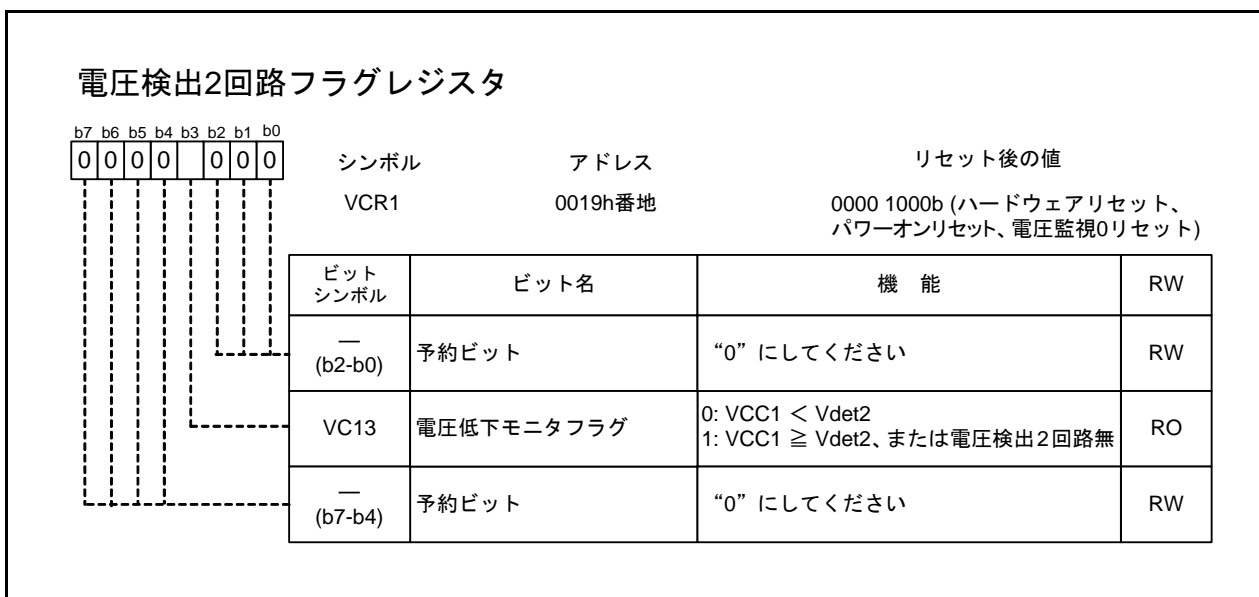 電圧検出2回路フラグレジスタ
b7 b6 b5 b4 b3 b2 b1 b0
0 0 0 0 0 0 0
シンボル アドレス リセット後の値
VCR1 0019h番地 0000 1000b (ハードウェアリセット、
パワーオンリセット、電圧監視0リセット)
ビット
シンボル
ビット名 機 能 RW
—
(b2-b0)
予約ビット “0”にしてください RW
VC13 電圧低下モニタフラグ
0: VCC1 < Vdet2
1: VCC1 ≧ Vdet2、または電圧検出2回路無
RO
—
(b7-b4)
予約ビット “0”にしてください RW